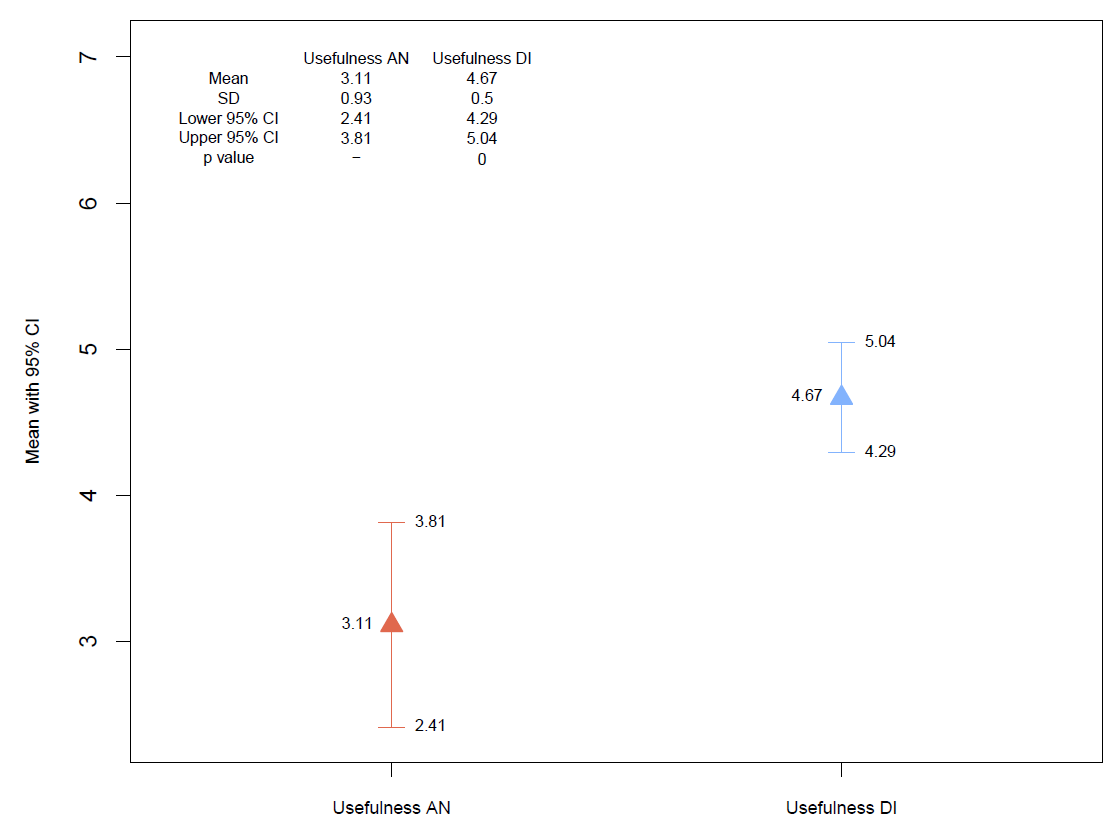 Usefulness AN Usefulness DI
Mean 3.11 4.67
SD 0.93 0.5
Lower 95% CI 2.41 4.29
Upper 95% CI 3.81 5.04
p value − 0
7
6
5
4
3
Mean with 95% CI
5.04
4.67
4.29
3.81
3.11
2.41
Usefulness AN Usefulness DI